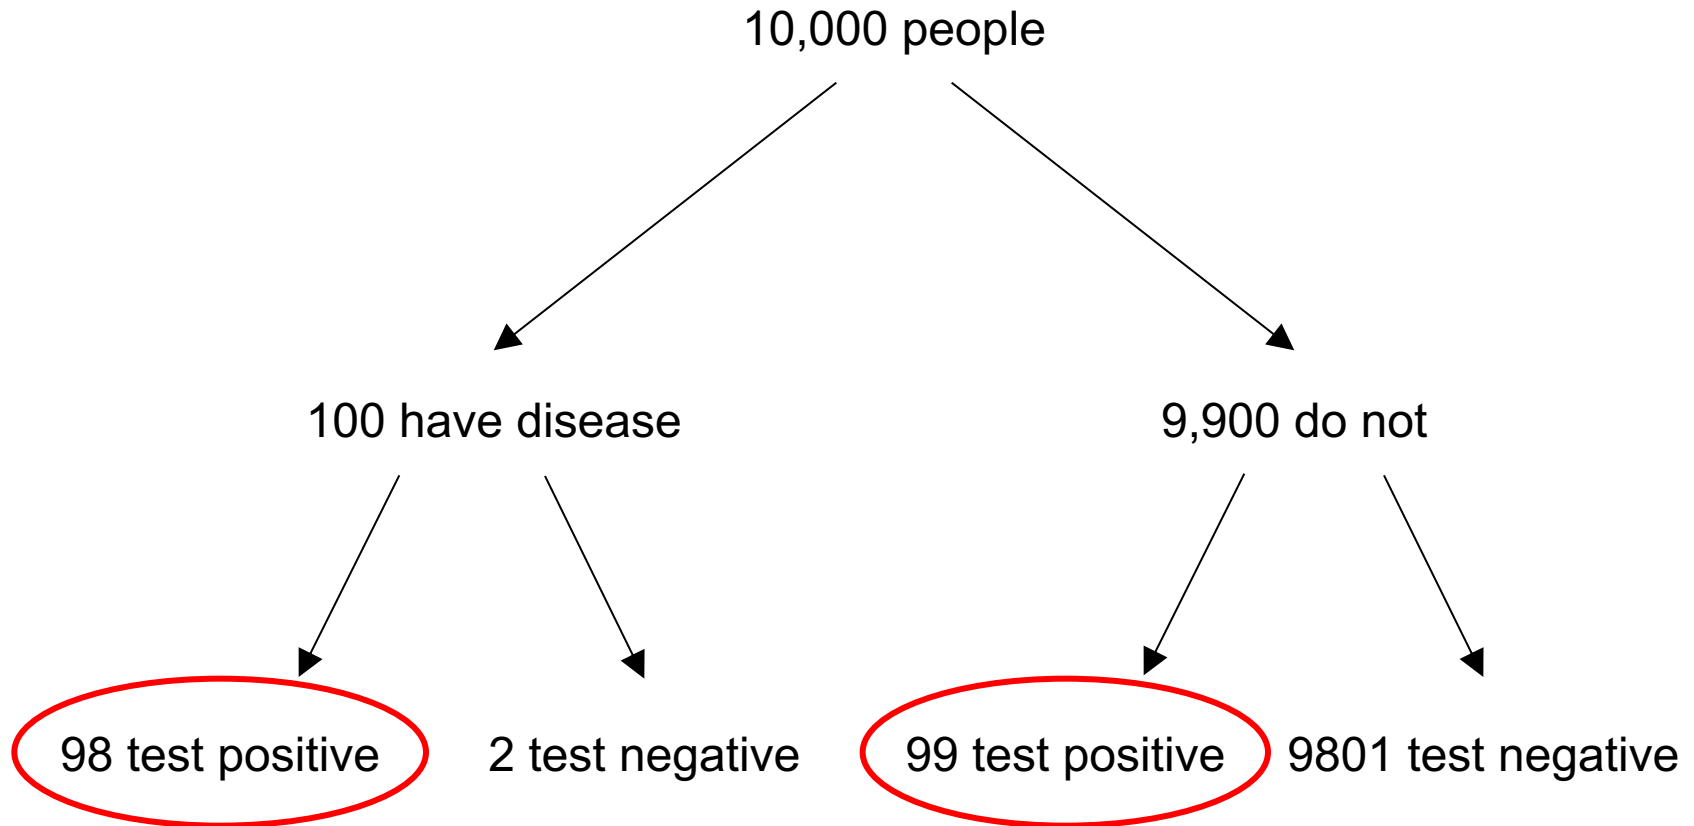 10,000 people
100 have disease
9,900 do not
98 test positive
2 test negative
99 test positive
9801 test negative